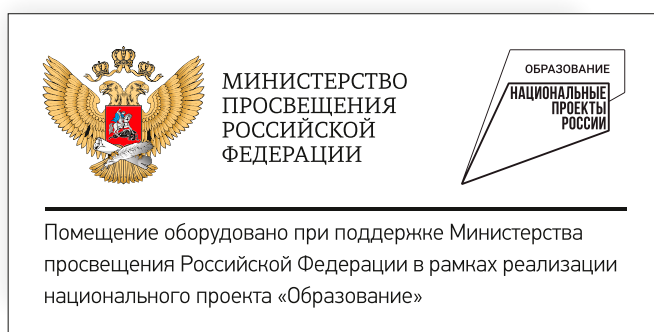 МИНИСТЕРСТВО
ПРОСВЕЩЕНИЯ
РОССИЙСКОЙ
ФЕДЕРАЦИИ
ОБРАЗОВАНИЕ
НАЦИОНАЛЬНЫЕ
ПРОЕКТЫ
РОССИИ
Помещение оборудовано при поддержке Министерства
просвещения Российской Федерации в рамках реализации
национального проекта «Образование»